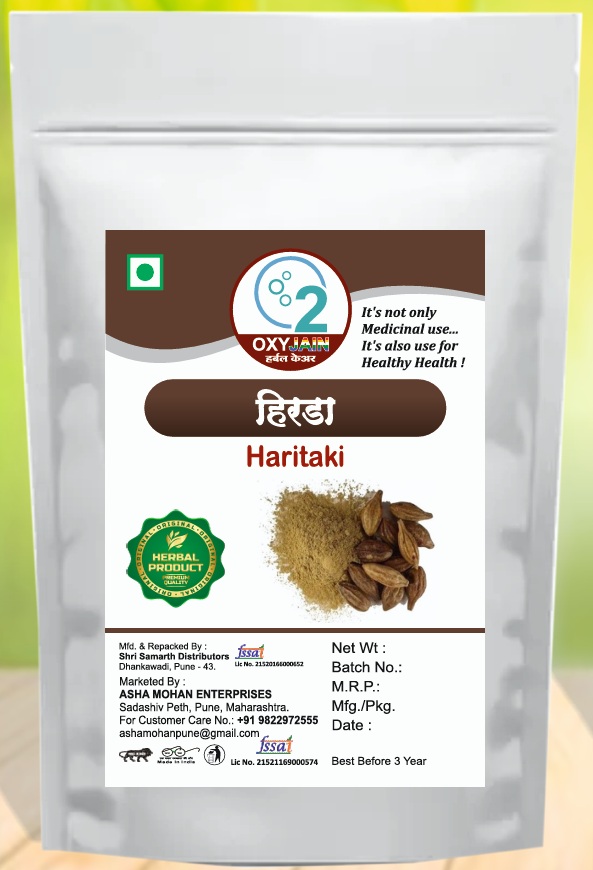 2
OXYJAIN
हर्बल केअर
It's not only
Medicinal use...
It's also use for
Healthy Health !
हिरडा
Haritaki
ORIGINAL
HERBAL
PRODUCT
PREMIUM
QUALITY
Mfd. & Repacked By :
Shri Samarth Distributors
Dhankawadi, Pune - 43.
fssai
Lic No. 21520166000652
Marketed By :
ASHA MOHAN ENTERPRISES
Sadashiv Peth, Pune, Maharashtra.
For Customer Care No.: +91 9822972555
ashamohanpune@gmail.com
fssai
Lic No. 21521169000574
Made in India
Net Wt :
Batch No.:
M.R.P.:
Mfg./Pkg.
Date :
Best Before 3 Year